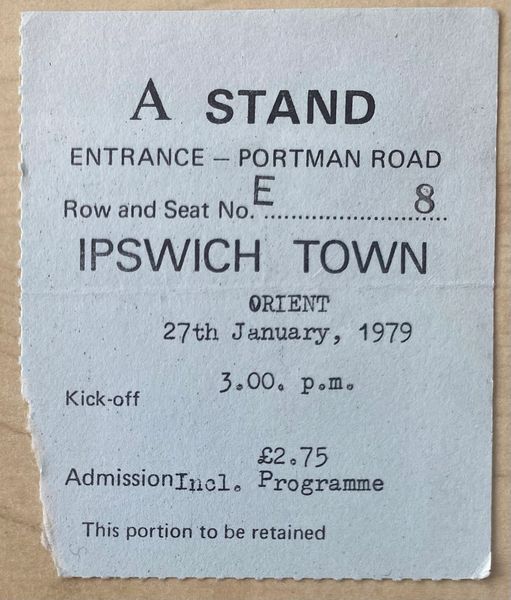 A STAND
ENTRANCE – PORTMAN ROAD
Row and Seat No. E 8
IPSWICH TOWN
ORIENT
27th January, 1979
3.00. p.m.
Kick-off
£2.75
Admission Incl. Programme
This portion to be retained